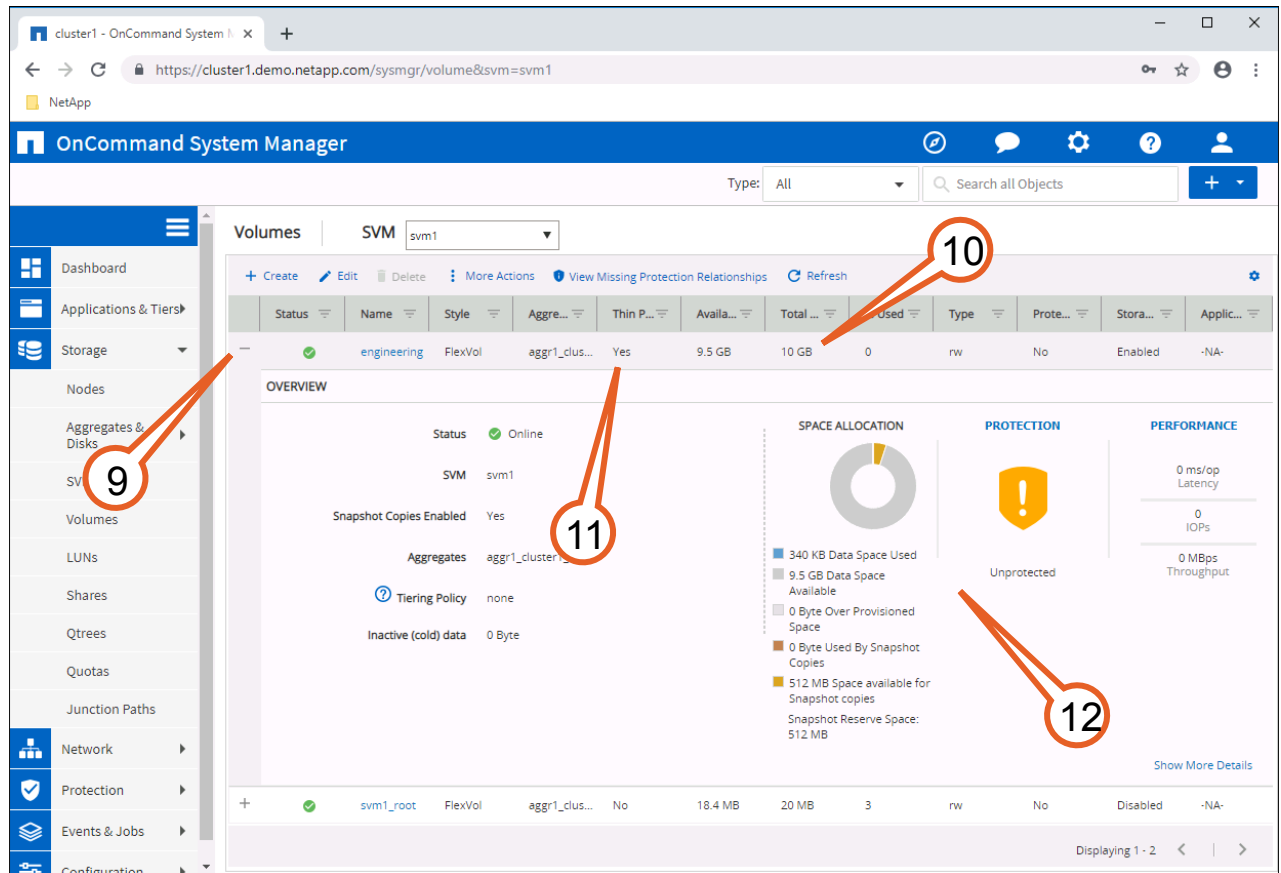 cluster1 - OnCommand System M
https://cluster1.demo.netapp.com/sysmgr/volume&svm=svm1
NetApp
OnCommand System Manager
Type: All Search all Objects
Volumes SVM svm1
10
Create Edit Delete More Actions View Missing Protection Relationships Refresh
Status Name Style Aggre... Thin P... Availa... Total ... Used Type Prote... Stora... Applic...
engineering FlexVol aggr1_clus... Yes 9.5 GB 10 GB 0 rw No Enabled -NA-
Dashboard
Applications & Tiers
Storage
Nodes
Aggregates &
Disks
SV
Volumes
LUNs
Shares
Qtrees
Quotas
Junction Paths
Network
Protection
Events & Jobs
Configuration
9
OVERVIEW
Status Online
SVM svm1
Snapshot Copies Enabled Yes
Aggregates aggr1_cluster1_
Tiering Policy none
Inactive (cold) data 0 Byte
11
SPACE ALLOCATION
340 KB Data Space Used
9.5 GB Data Space
Available
0 Byte Over Provisioned
Space
0 Byte Used By Snapshot
Copies
512 MB Space available for
Snapshot copies
Snapshot Reserve Space:
512 MB
PROTECTION
Unprotected
PERFORMANCE
0 ms/op
Latency
0
IOPs
0 MBps
Throughput
12
Show More Details
svm1_root FlexVol aggr1_clus... No 18.4 MB 20 MB 3 rw No Disabled -NA-
Displaying 1 - 2